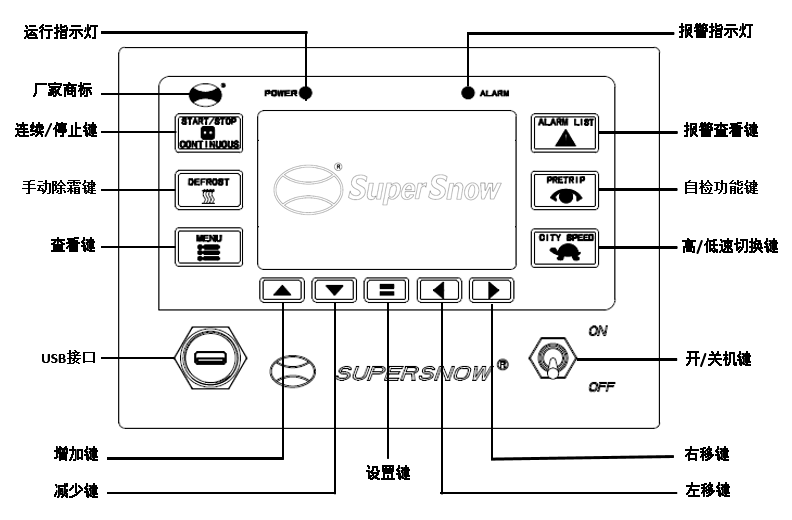 运行指示灯
报警指示灯
厂家商标
POWER
ALARM
连续/停止键
START/STOP
CONTINUOUS
ALARM LIST
报警查看键
手动除霜键
DEFROST
SuperSnow®
PRETRIP
自检功能键
查看键
MENU
CITY SPEED
高/低速切换键
USB接口
SUPERSNOW®
ON
OFF
开/关机键
增加键
设置键
右移键
减少键
左移键